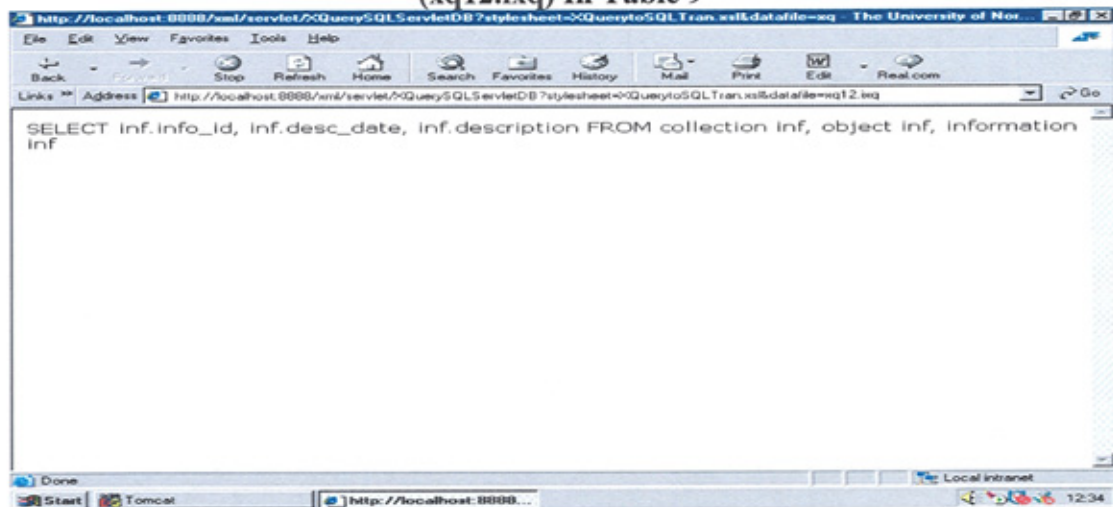 (xq12.ixq) in Table 9
http://localhost:8888/xml/servlet/XQuerySQLServletDB?stylesheet=XQuerytoSQLTran.xsl&datafile=xq - The University of Nor...
File Edit View Favorites Tools Help
Back Forward Stop Refresh Home Search Favorites History Mail Print Edit Real.com
Links » Address http://localhost:8888/xml/servlet/XQuerySQLServletDB?stylesheet=XQuerytoSQLTran.xsl&datafile=xq12.ixq Go
SELECT inf.info_id, inf.desc_date, inf.description FROM collection inf, object inf, information
inf
Done Local intranet
Start Tomcat http://localhost:8888... 12:34